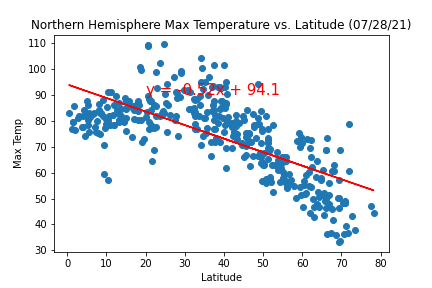 Northern Hemisphere Max Temperature vs. Latitude (07/28/21)
y = -0.52x + 94.1
Max Temp
110
100
90
80
70
60
50
40
30
0 10 20 30 40 50 60 70 80
Latitude